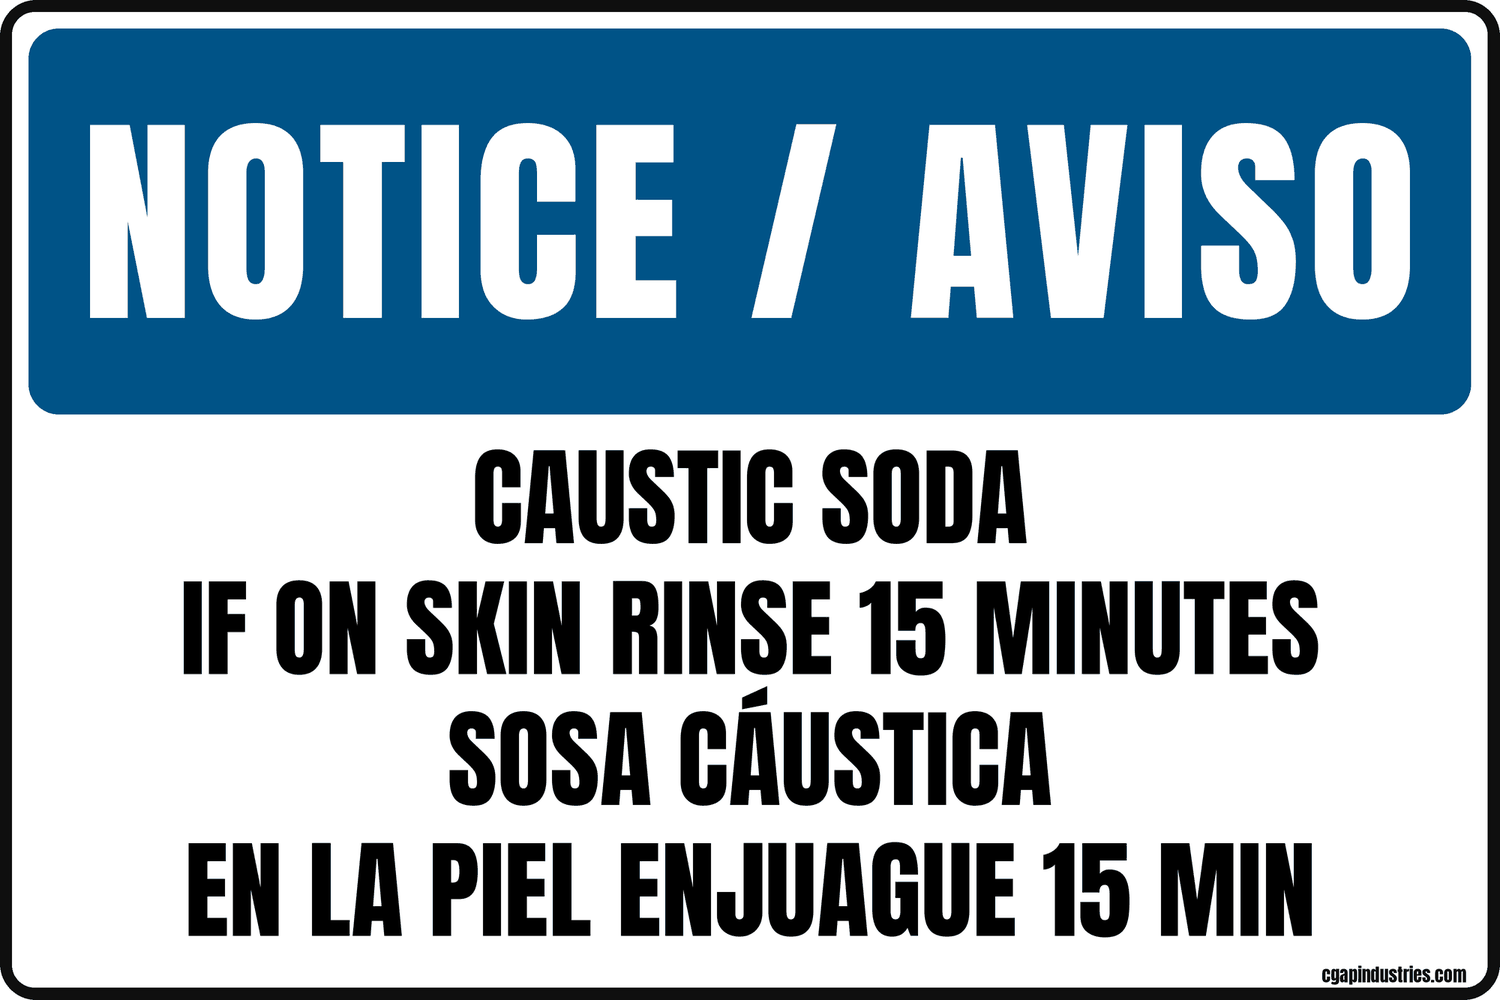 NOTICE / AVISO
CAUSTIC SODA
IF ON SKIN RINSE 15 MINUTES
SOSA CÁUSTICA
EN LA PIEL ENJUAGUE 15 MIN
cgapindustries.com